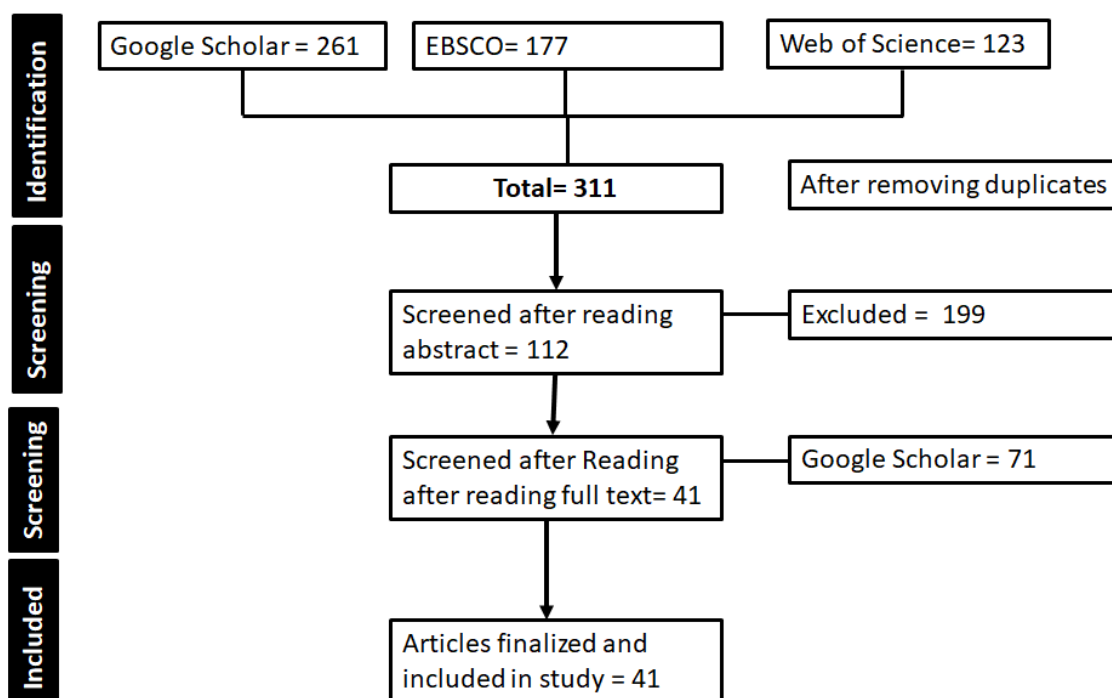 Identification
Google Scholar = 261
EBSCO= 177
Web of Science= 123
Total= 311
After removing duplicates
Screening
Screened after reading
abstract = 112
Excluded =  199
Screening
Screened after Reading
after reading full text= 41
Google Scholar = 71
Included
Articles finalized and
included in study = 41